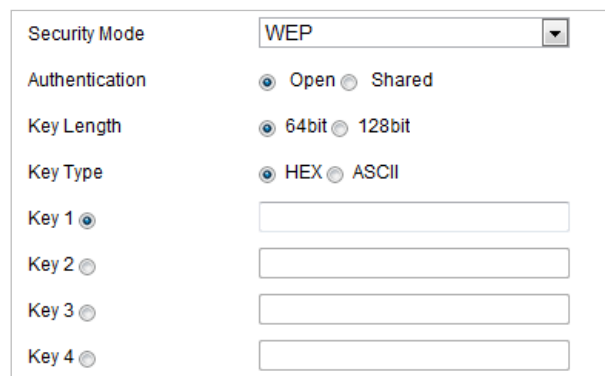 Security Mode WEP
Authentication Open Shared
Key Length 64bit 128bit
Key Type HEX ASCII
Key 1
Key 2
Key 3
Key 4